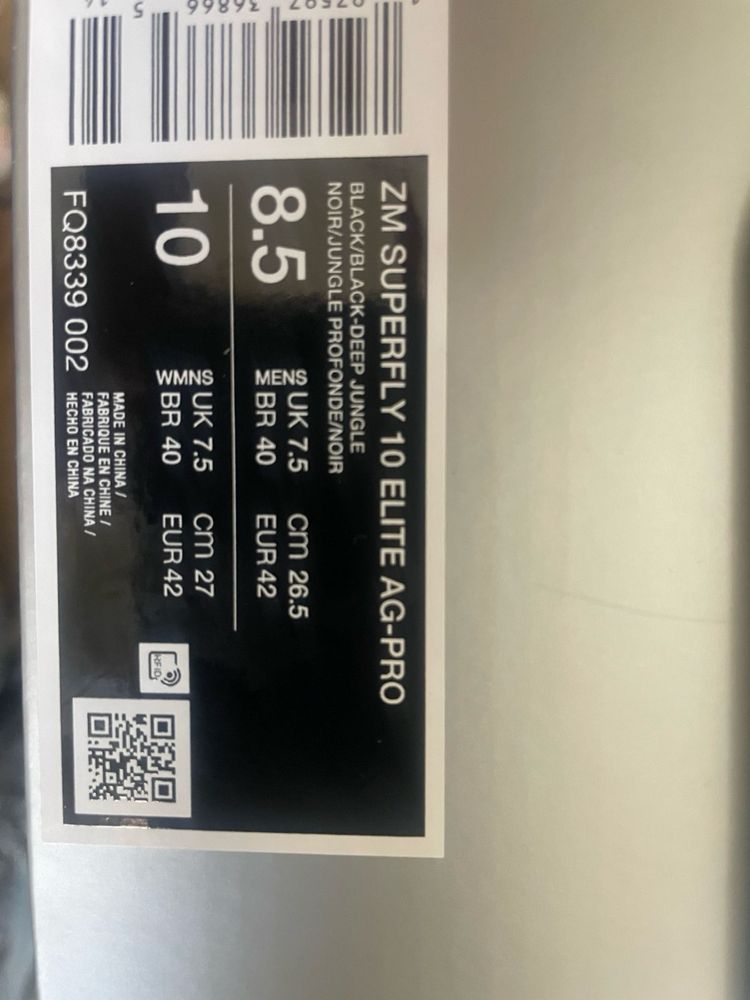 ZM SUPERFLY 10 ELITE AG-PRO
BLACK/BLACK-DEEP JUNGLE
NOIR/JUNGLE PROFONDE/NOIR
8.5
MENS
UK 7.5 cm 26.5
BR 40 EUR 42
10
WMNS
UK 7.5 cm 27
BR 40 EUR 42
FQ8339 002
MADE IN CHINA /
FABRIQUE EN CHINE /
FABRICADO NA CHINA /
HECHO EN CHINA
RFID